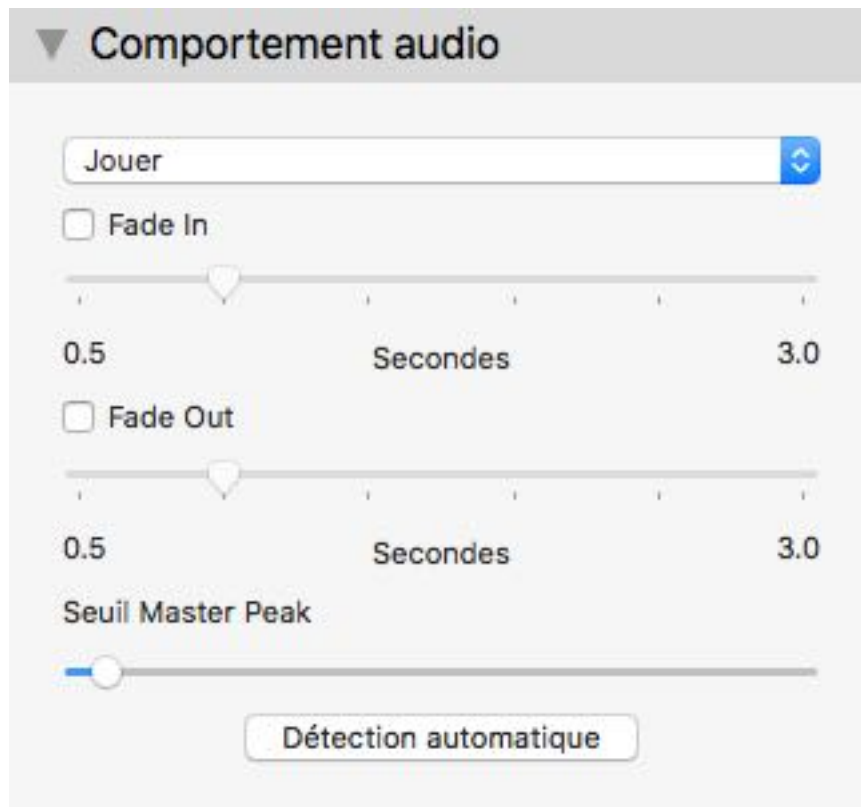 Comportement audio
Jouer
Fade In
0.5 Secondes 3.0
Fade Out
0.5 Secondes 3.0
Seuil Master Peak
Détection automatique